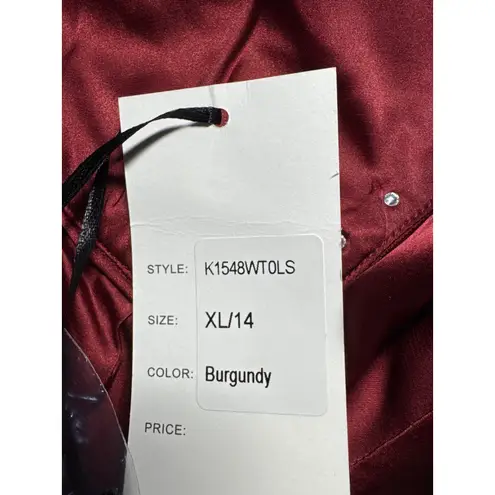 STYLE: K1548WT0LS
SIZE: XL/14
COLOR: Burgundy
PRICE: